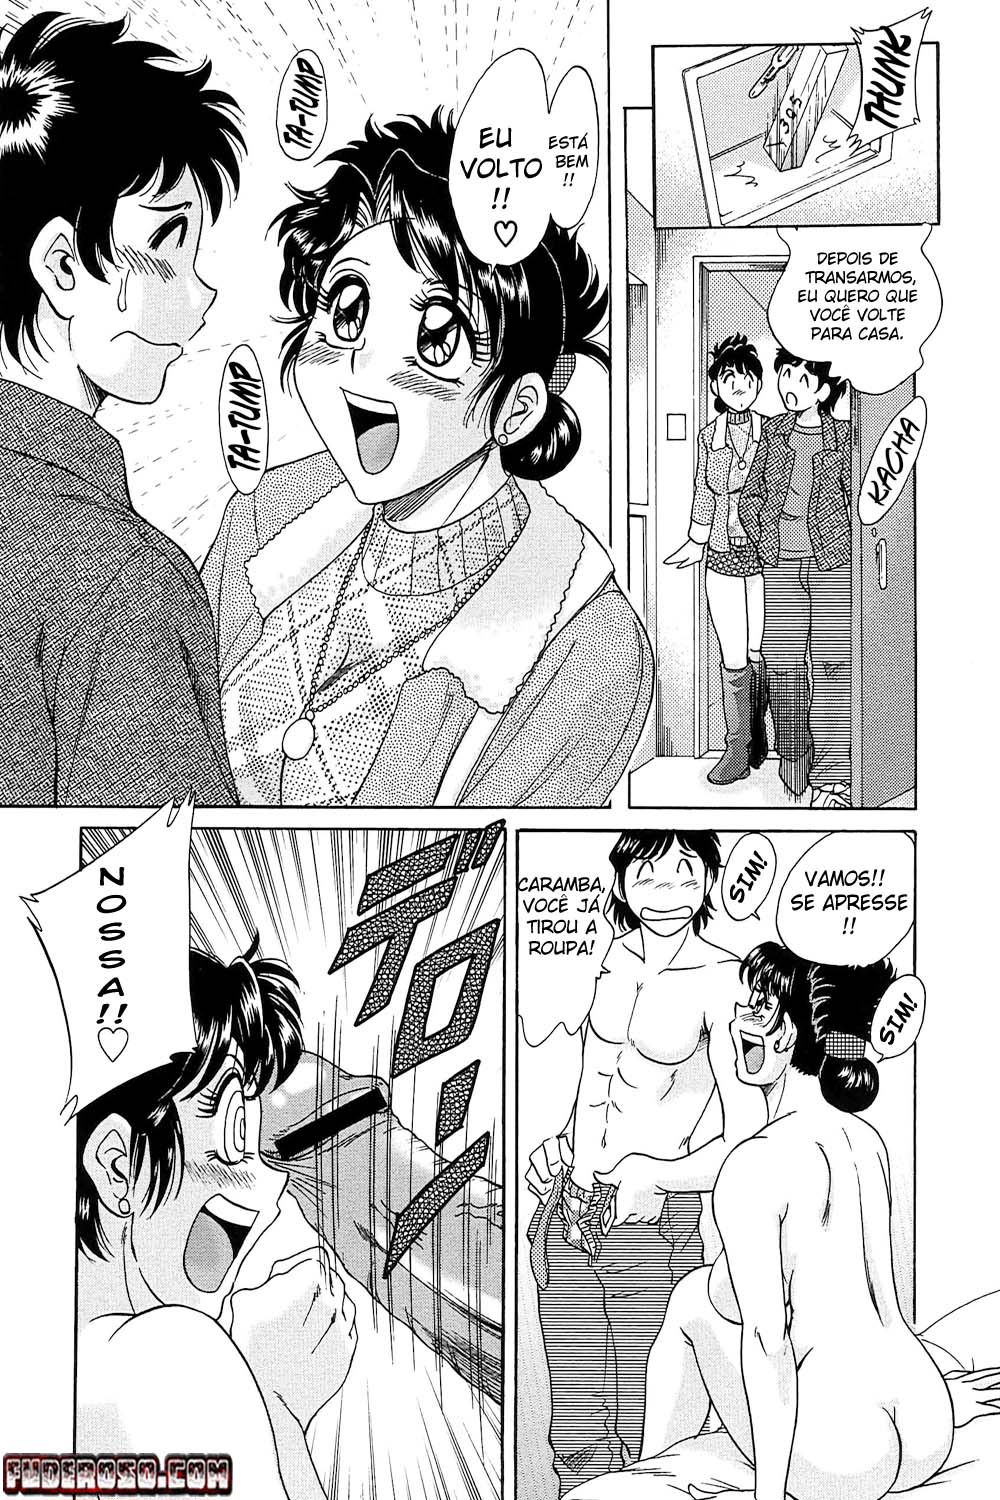 THUNK
305
DEPOIS DE
TRANSARMOS,
EU QUERO QUE
VOCÊ VOLTE
PARA CASA.
KACHA
ESTÁ
BEM
!!
EU
VOLTO
!!
♡
TA-TUMP
TA-TUMP
VAMOS!!
SE APRESSE
!!
SIM!
SIM!
CARAMBA,
VOCÊ JÁ
TIROU A
ROUPA!
NOSSA!!
♡
FUDEROSO.COM